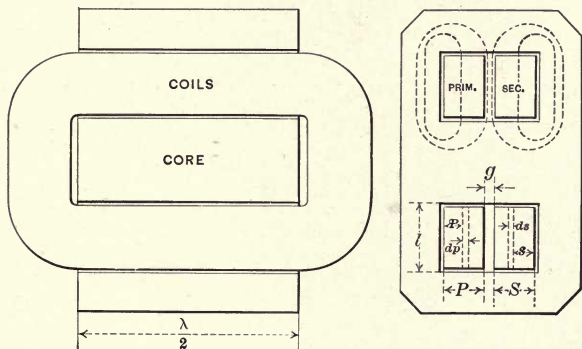 COILS
CORE
λ
2
PRIM. SEC.
g
l
P ds
dp s
P S